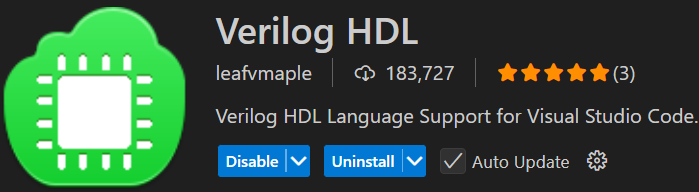 Verilog HDL
leafvmaple 183,727 (3)
Verilog HDL Language Support for Visual Studio Code.
Disable Uninstall Auto Update